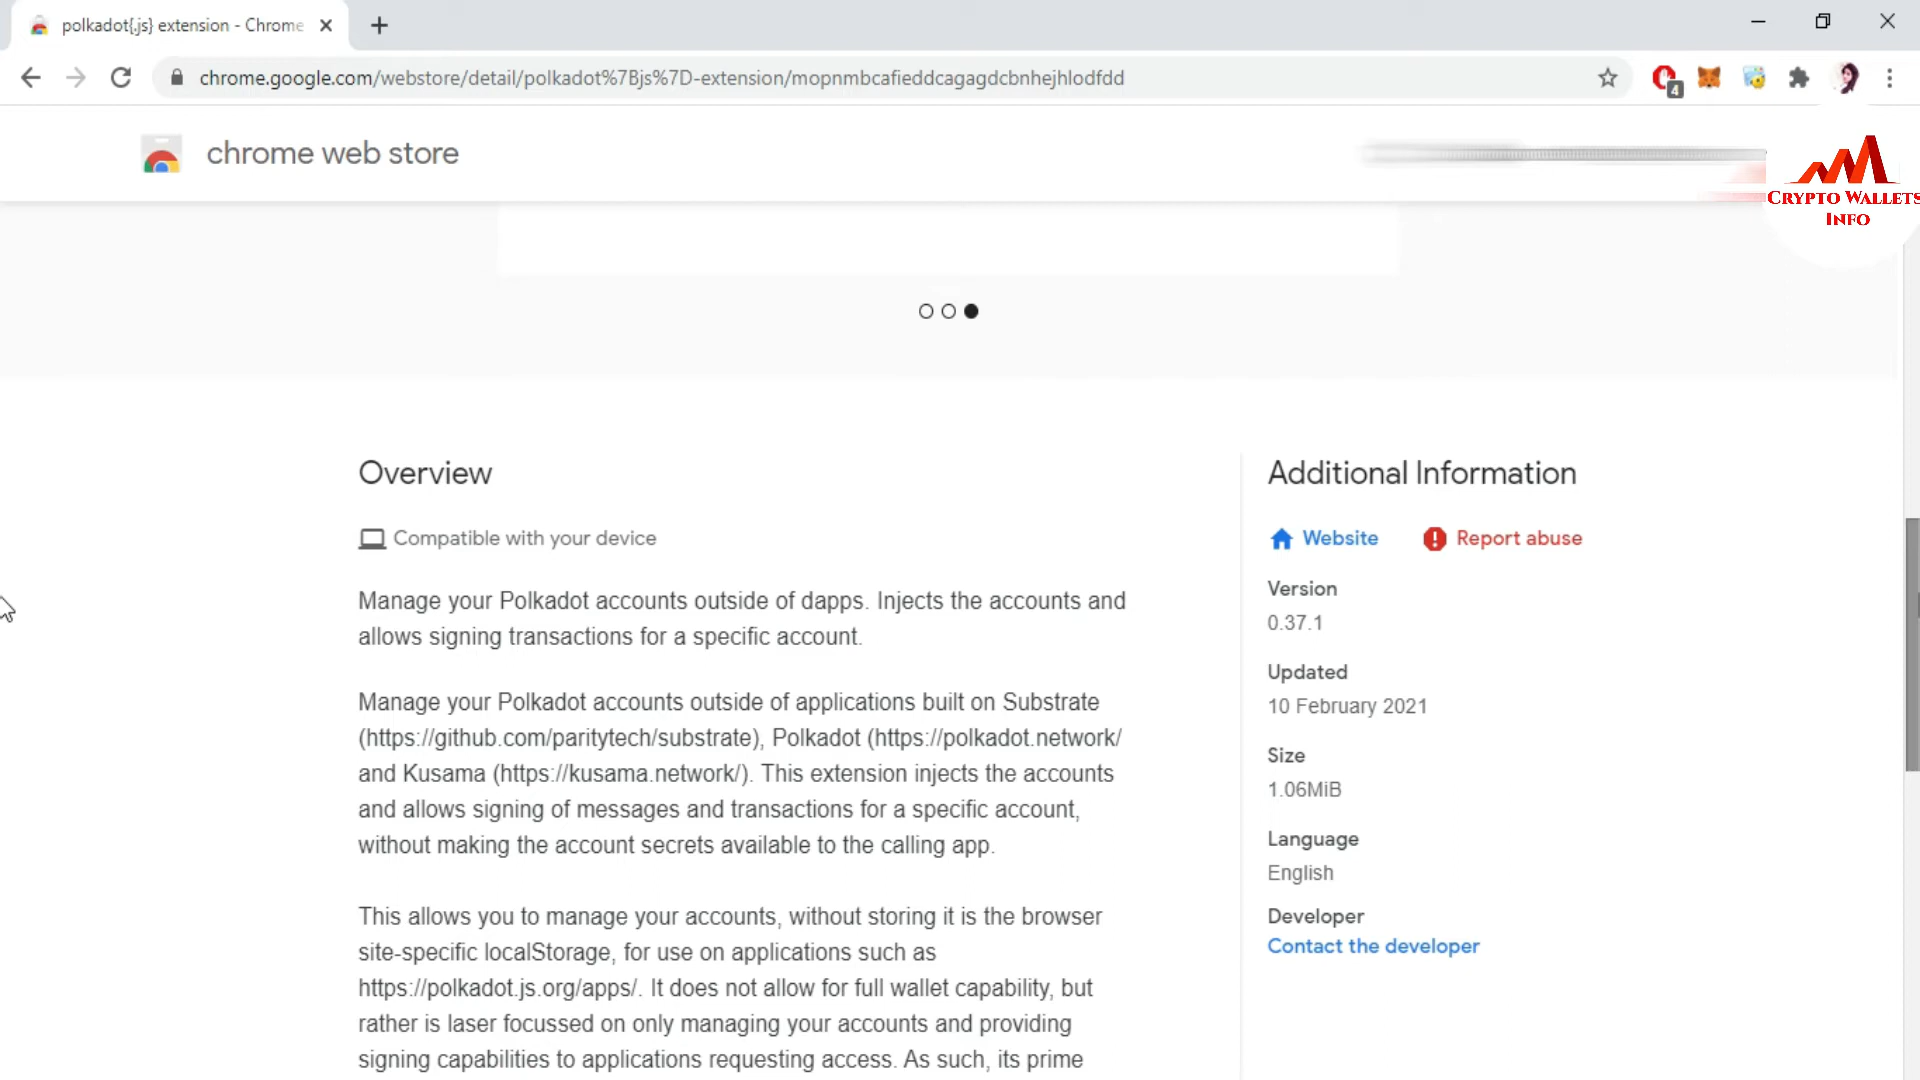 polkadot{.js} extension - Chrome
chrome.google.com/webstore/detail/polkadot%7Bjs%7D-extension/mopnmbcafieddcagagdcbnhejhlodfdd
4
chrome web store
Crypto Wallets
Info
Overview
Compatible with your device
Manage your Polkadot accounts outside of dapps. Injects the accounts and
allows signing transactions for a specific account.
Manage your Polkadot accounts outside of applications built on Substrate
(https://github.com/paritytech/substrate), Polkadot (https://polkadot.network/
and Kusama (https://kusama.network/). This extension injects the accounts
and allows signing of messages and transactions for a specific account,
without making the account secrets available to the calling app.
This allows you to manage your accounts, without storing it is the browser
site-specific localStorage, for use on applications such as
https://polkadot.js.org/apps/. It does not allow for full wallet capability, but
rather is laser focussed on only managing your accounts and providing
signing capabilities to applications requesting access. As such, its prime
Additional Information
Website
Report abuse
Version
0.37.1
Updated
10 February 2021
Size
1.06MiB
Language
English
Developer
Contact the developer